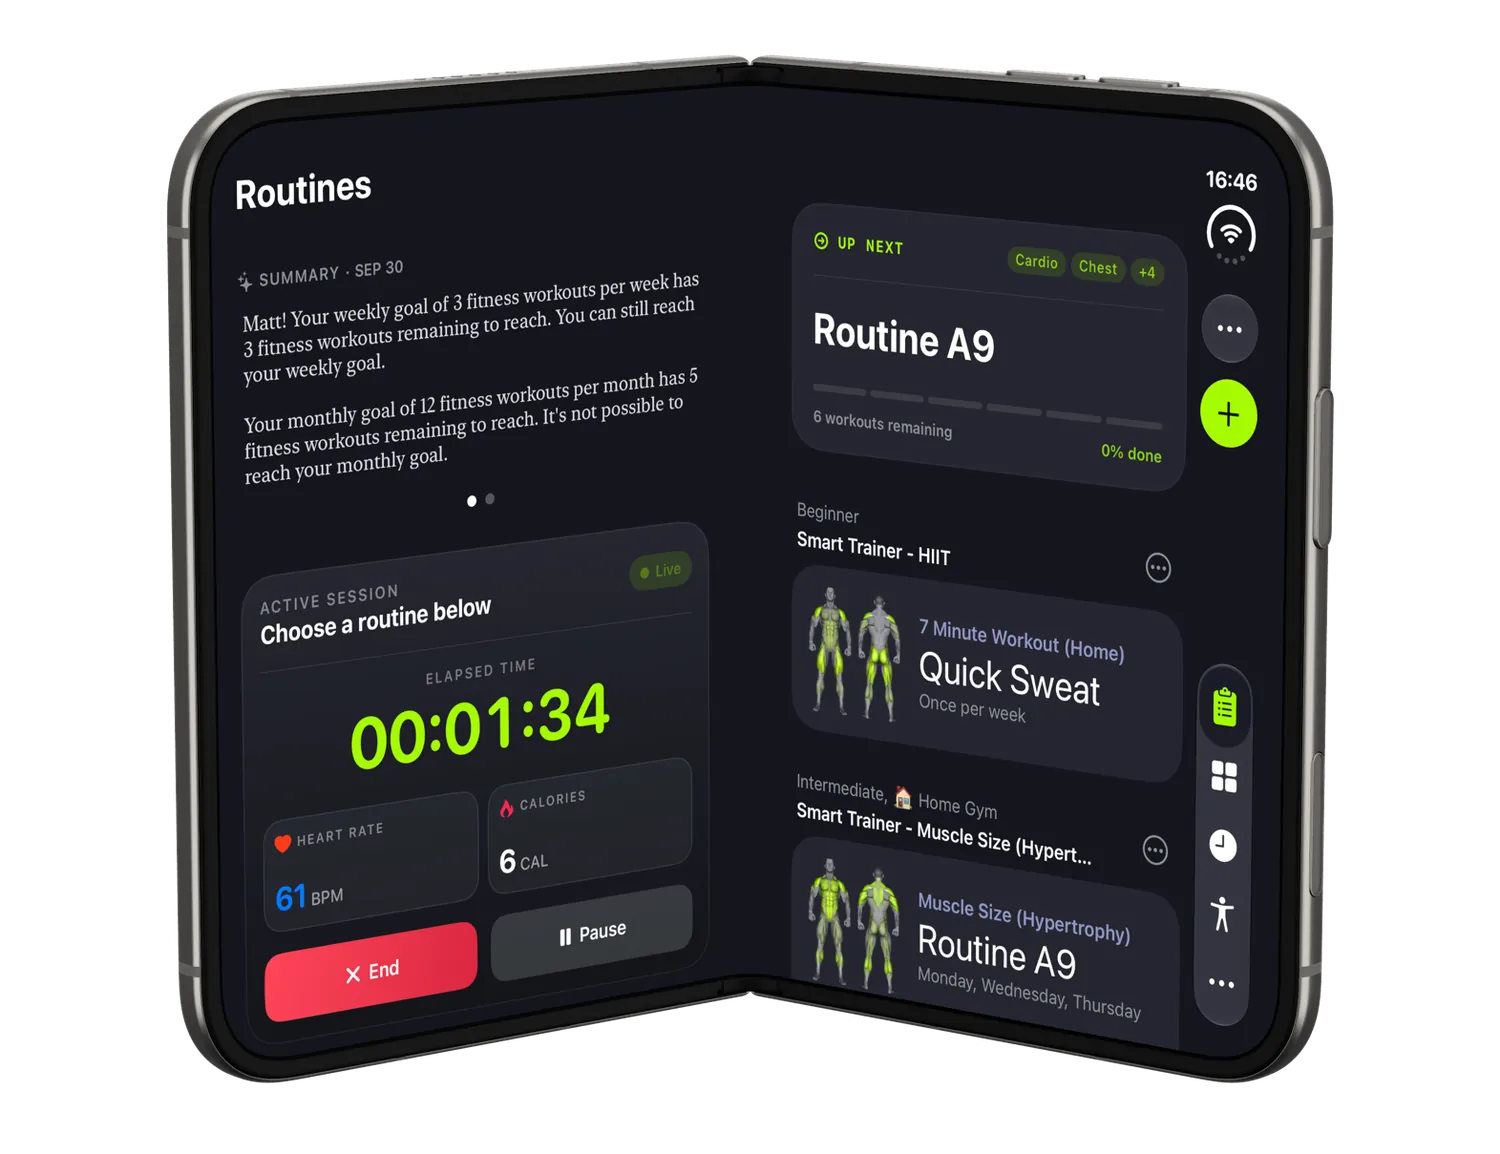 Routines
SUMMARY · SEP 30
Matt! Your weekly goal of 3 fitness workouts per week has
3 fitness workouts remaining to reach. You can still reach
your weekly goal.
Your monthly goal of 12 fitness workouts per month has 5
fitness workouts remaining to reach. It's not possible to
reach your monthly goal.
ACTIVE SESSION
Live
Choose a routine below
ELAPSED TIME
00:01:34
HEART RATE
61 BPM
CALORIES
6 CAL
End
Pause
16:46
UP NEXT
Cardio
Chest
+4
Routine A9
6 workouts remaining
0% done
Beginner
Smart Trainer - HIIT
7 Minute Workout (Home)
Quick Sweat
Once per week
Intermediate, 🏠 Home Gym
Smart Trainer - Muscle Size (Hypert...
Muscle Size (Hypertrophy)
Routine A9
Monday, Wednesday, Thursday